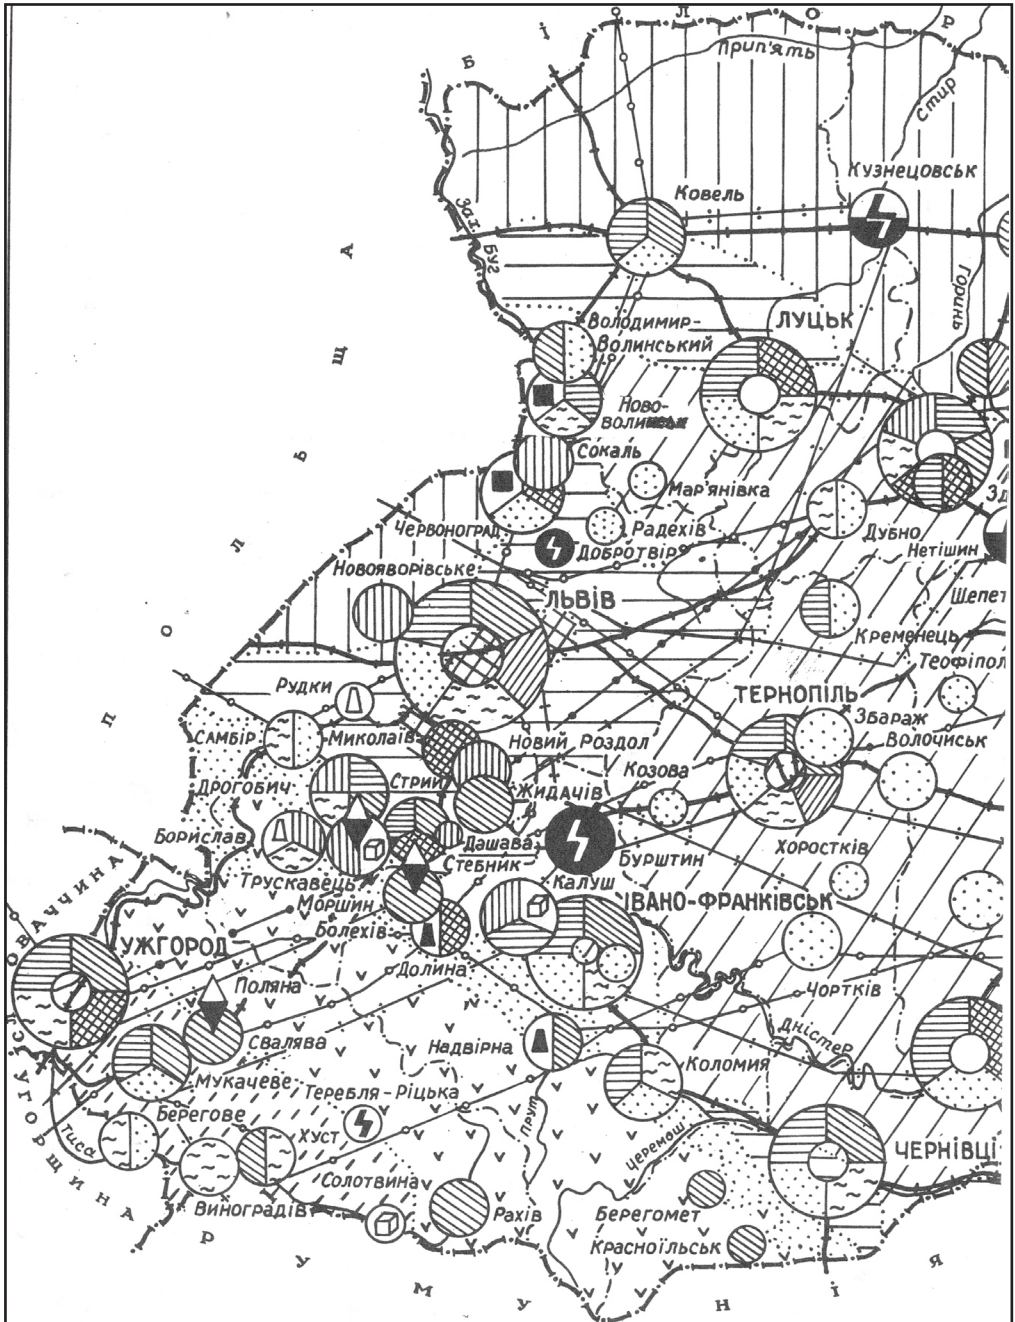 Б І Л О Р
Прип'ять
Стир
Кузнецовськ
Ковель
Зах. Буг
Горинь
П О Л Ь Щ А
Володимир-
Волинський
ЛУЦЬК
Ново-
волинськ
Сокаль
Мар'янівка
Червоноград
Радехів
Добротвір
Дубно
Зд
Нетішин
Новояворівське
ЛЬВІВ
Шепет
Кременець
Теофіпол
Рудки
ТЕРНОПІЛЬ
Збараж
Самбір
Миколаїв
Новий Роздол
Волочиськ
Дрогобич
Стрий
Козова
Жидачів
Борислав
Дашава
Бурштин
Хоростків
Трускавець
Стебник
Калуш
Моршин
ІВАНО-ФРАНКІВСЬК
Болехів
СЛОВАЧЧИНА
УЖГОРОД
Долина
Поляна
Чортків
Свалява
Надвірна
Дністер
Коломия
Мукачеве
Теребля-Ріцька
Берегове
Прут
Тиса
Хуст
Черемош
ЧЕРНІВЦІ
Солотвина
Виноградів
Рахів
Берегомет
Красноїльськ
УГОРЩИНА
Р У М У Н І Я